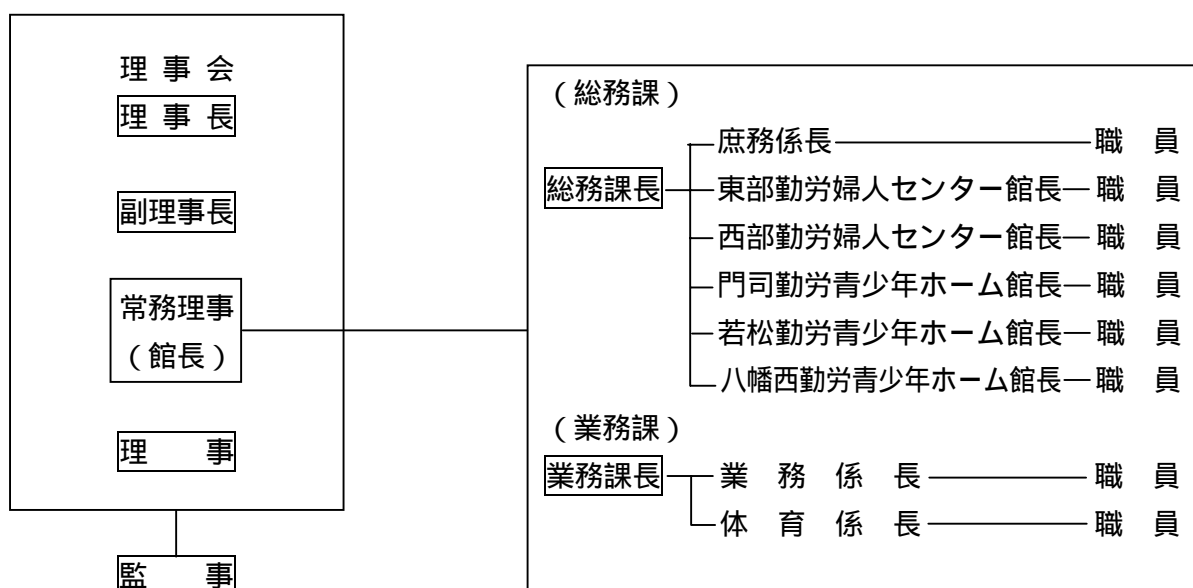 理事会
理事長
副理事長
常務理事
（館長）
理事
監事
（総務課）
総務課長
庶務係長 職員
東部勤労婦人センター館長 職員
西部勤労婦人センター館長 職員
門司勤労青少年ホーム館長 職員
若松勤労青少年ホーム館長 職員
八幡西勤労青少年ホーム館長 職員
（業務課）
業務課長
業務係長 職員
体育係長 職員